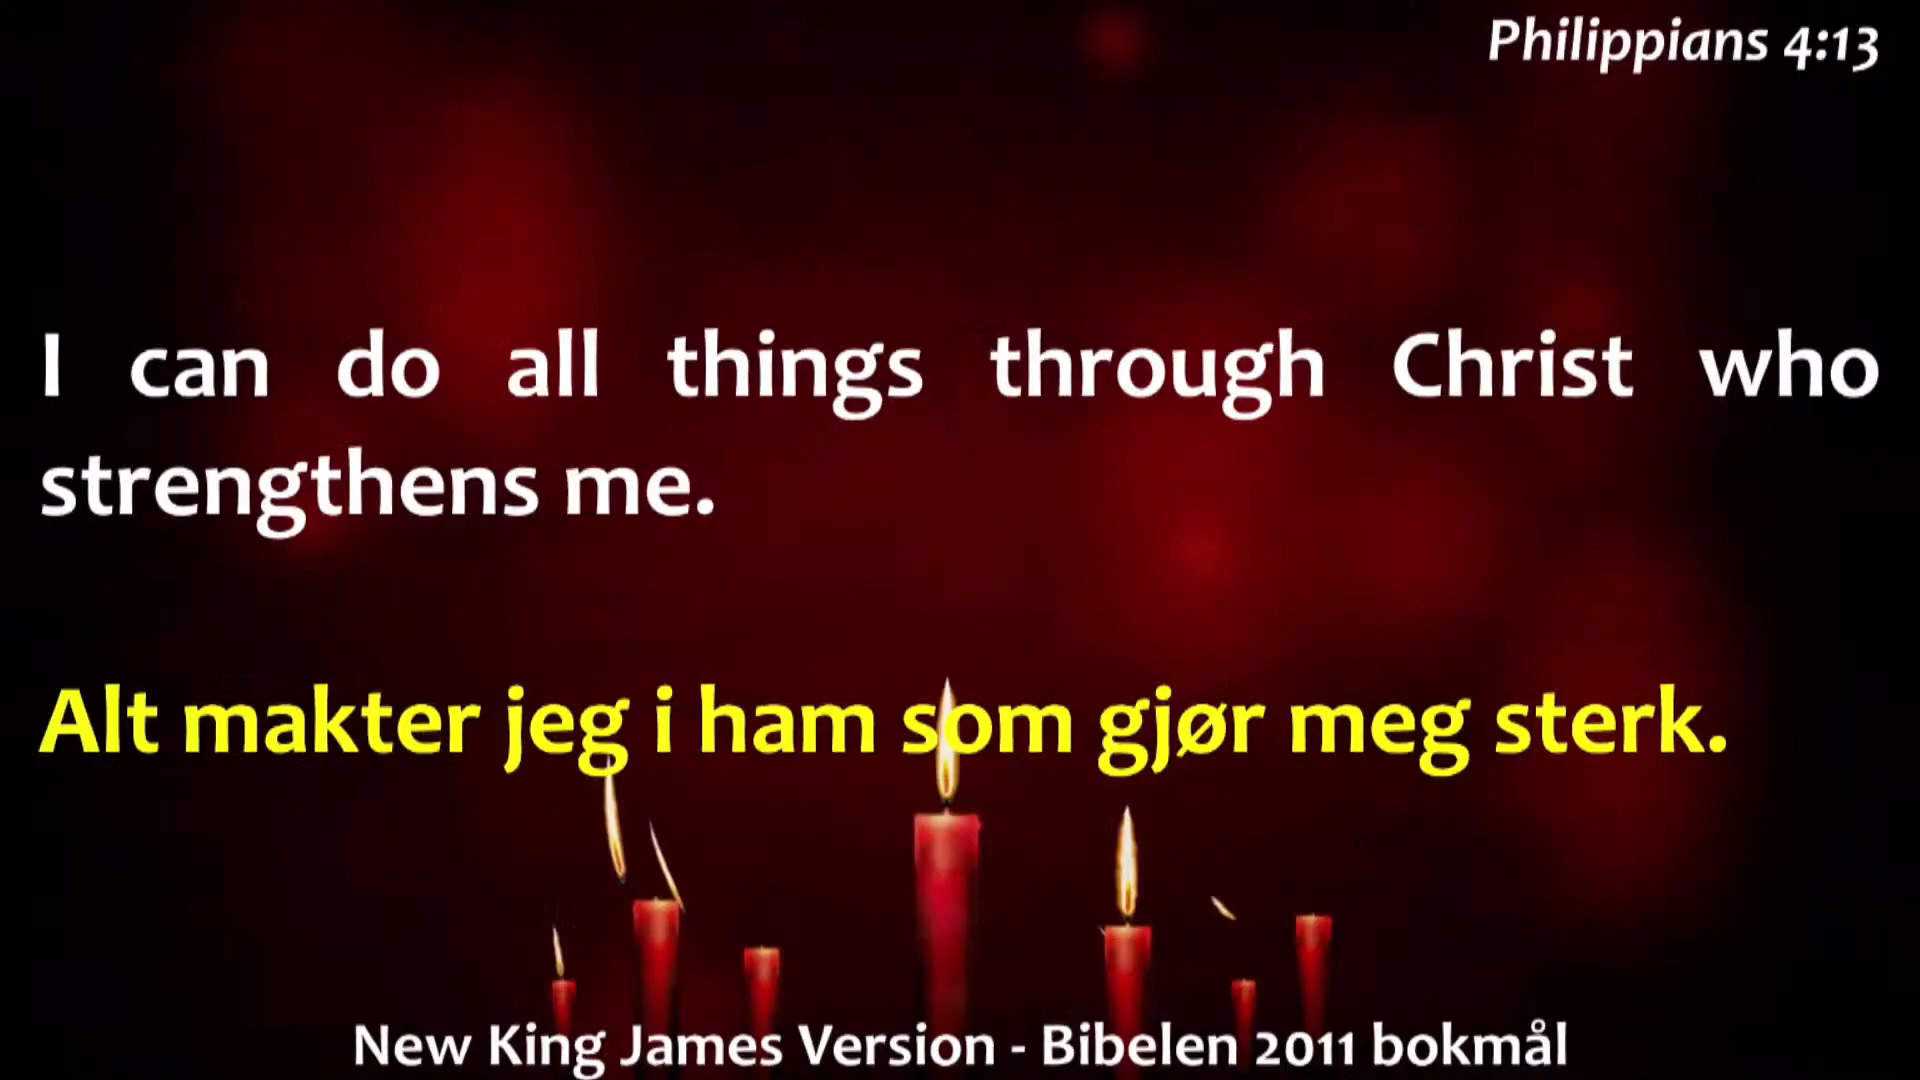 Philippians 4:13
I can do all things through Christ who
strengthens me.
Alt makter jeg i ham som gjør meg sterk.
New King James Version - Bibelen 2011 bokmål